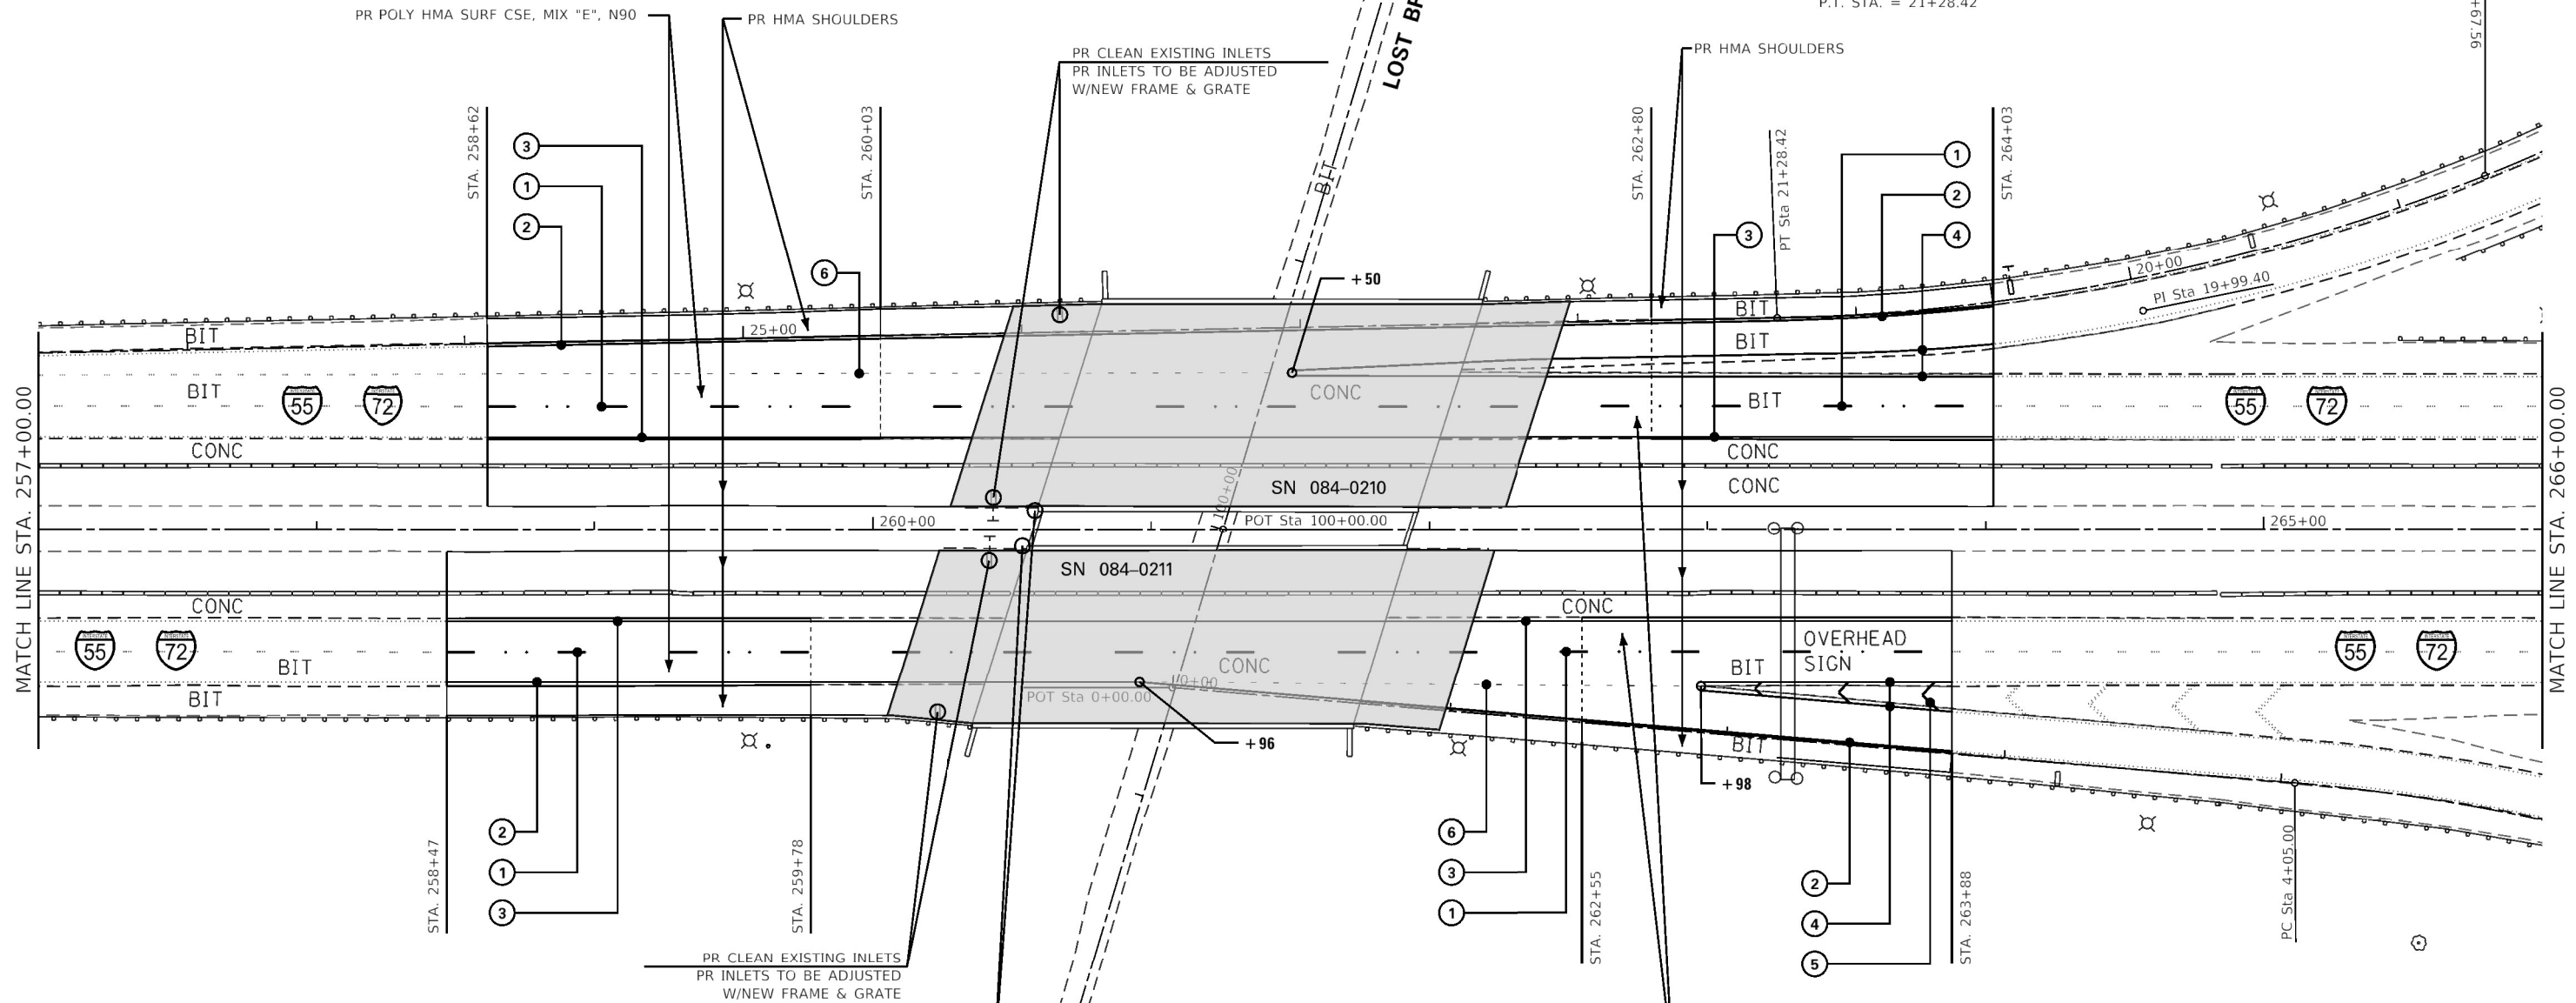 P.T. STA. = 21+28.42
+67.56
PR POLY HMA SURF CSE, MIX "E", N90
PR HMA SHOULDERS
PR CLEAN EXISTING INLETS
PR INLETS TO BE ADJUSTED
W/NEW FRAME & GRATE
LOST BR
PR HMA SHOULDERS
STA. 258+62
3
1
2
STA. 260+03
6
BIT
+50
STA. 262+80
PT Sta 21+28.42
3
1
2
4
STA. 264+03
20+00
PI Sta 19+99.40
BIT
25+00
BIT
BIT
BIT
55
72
CONC
BIT
55
72
CONC
CONC
CONC
SN 084-0210
100+00
260+00
POT Sta 100+00.00
265+00
MATCH LINE STA. 257+00.00
MATCH LINE STA. 266+00.00
SN 084-0211
CONC
CONC
55
72
BIT
CONC
OVERHEAD
SIGN
BIT
55
72
BIT
10+00
POT Sta 0+00.00
BIT
+96
+98
2
1
3
STA. 258+47
STA. 259+78
6
3
1
STA. 262+55
2
4
5
STA. 263+88
PC Sta 4+05.00
PR CLEAN EXISTING INLETS
PR INLETS TO BE ADJUSTED
W/NEW FRAME & GRATE